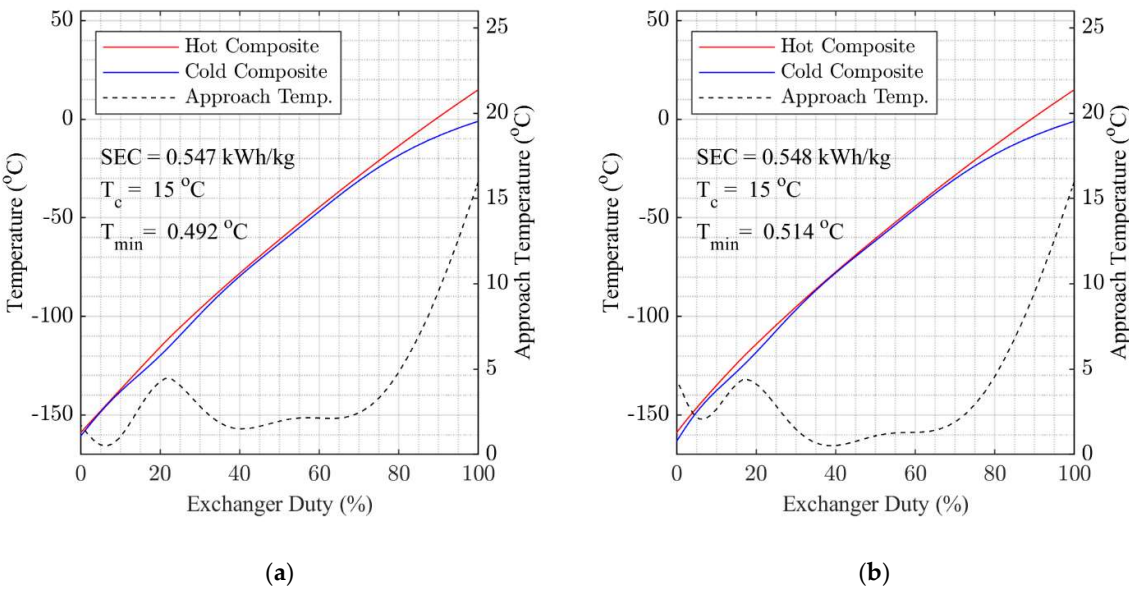 50
0
-50
-100
-150
Temperature (°C)
25
20
15
10
5
0
Approach Temperature (°C)
Hot Composite
Cold Composite
Approach Temp.
SEC = 0.547 kWh/kg
T_c = 15 °C
T_min = 0.492 °C
0 20 40 60 80 100
Exchanger Duty (%)
(a)
50
0
-50
-100
-150
Temperature (°C)
25
20
15
10
5
0
Approach Temperature (°C)
Hot Composite
Cold Composite
Approach Temp.
SEC = 0.548 kWh/kg
T_c = 15 °C
T_min = 0.514 °C
0 20 40 60 80 100
Exchanger Duty (%)
(b)